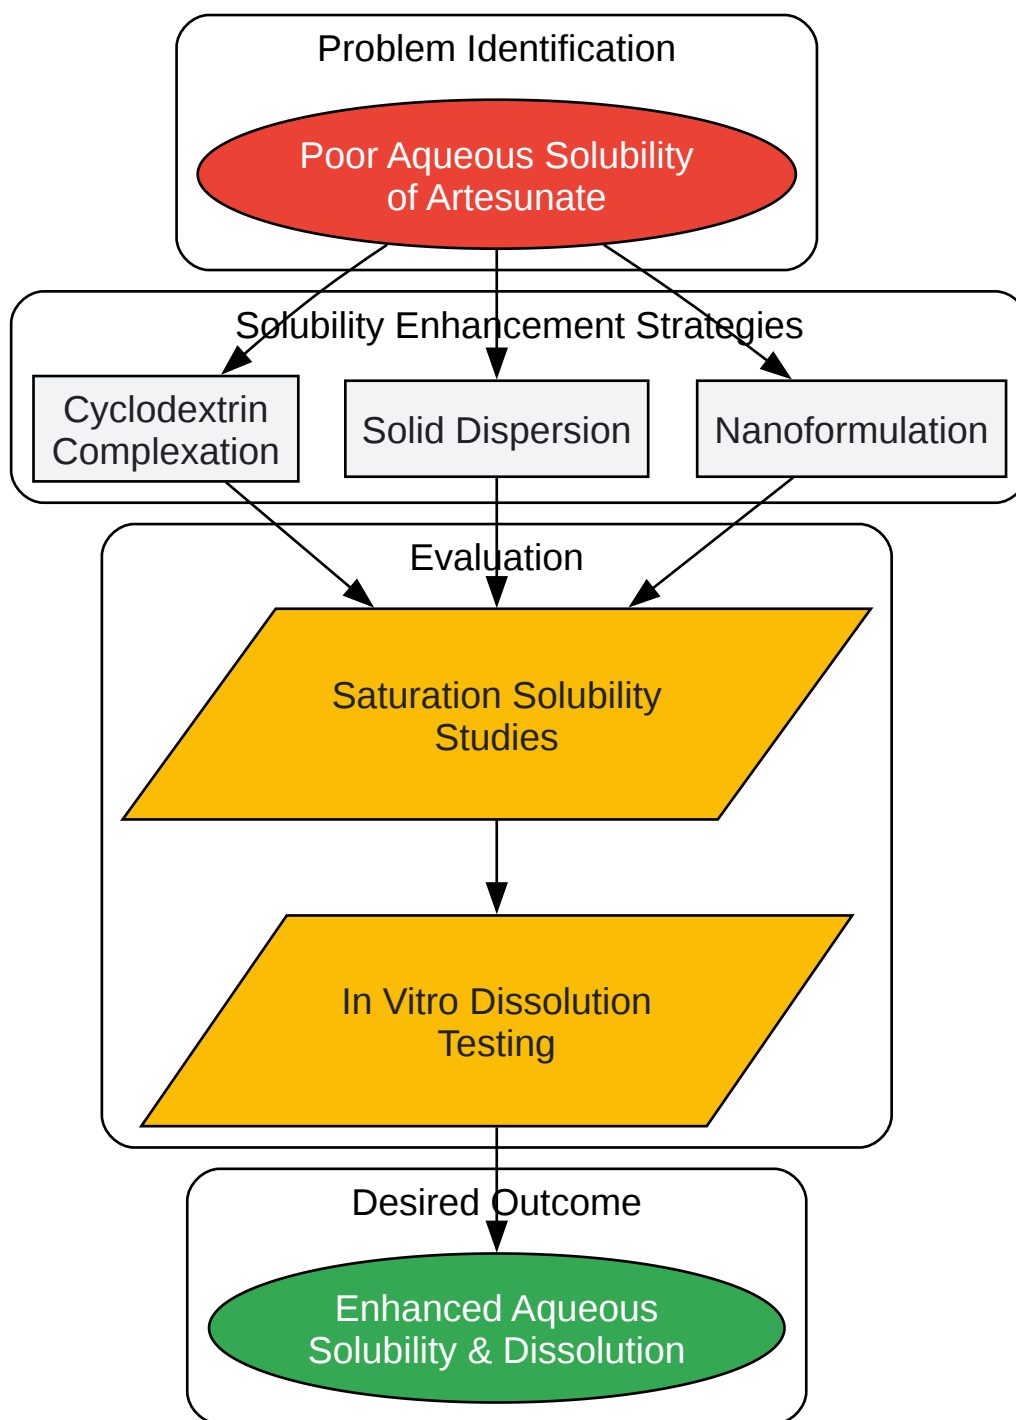 Problem Identification
Poor Aqueous Solubility
of Artesunate
Solubility Enhancement Strategies
Cyclodextrin
Complexation
Solid Dispersion
Nanoformulation
Evaluation
Saturation Solubility
Studies
In Vitro Dissolution
Testing
Desired Outcome
Enhanced Aqueous
Solubility & Dissolution